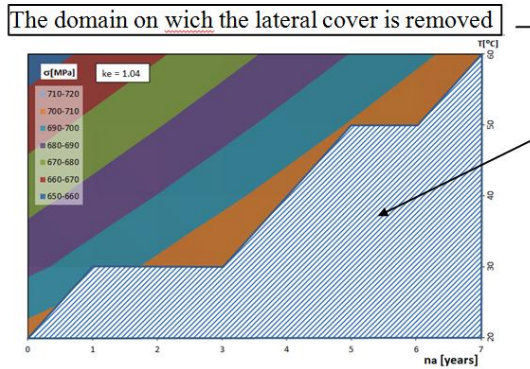 The domain on wich the lateral cover is removed
T[°C]
σ[MPa]
ke = 1.04
710-720
700-710
690-700
680-690
670-680
660-670
650-660
60
50
40
30
20
0 1 2 3 4 5 6 7
na [years]